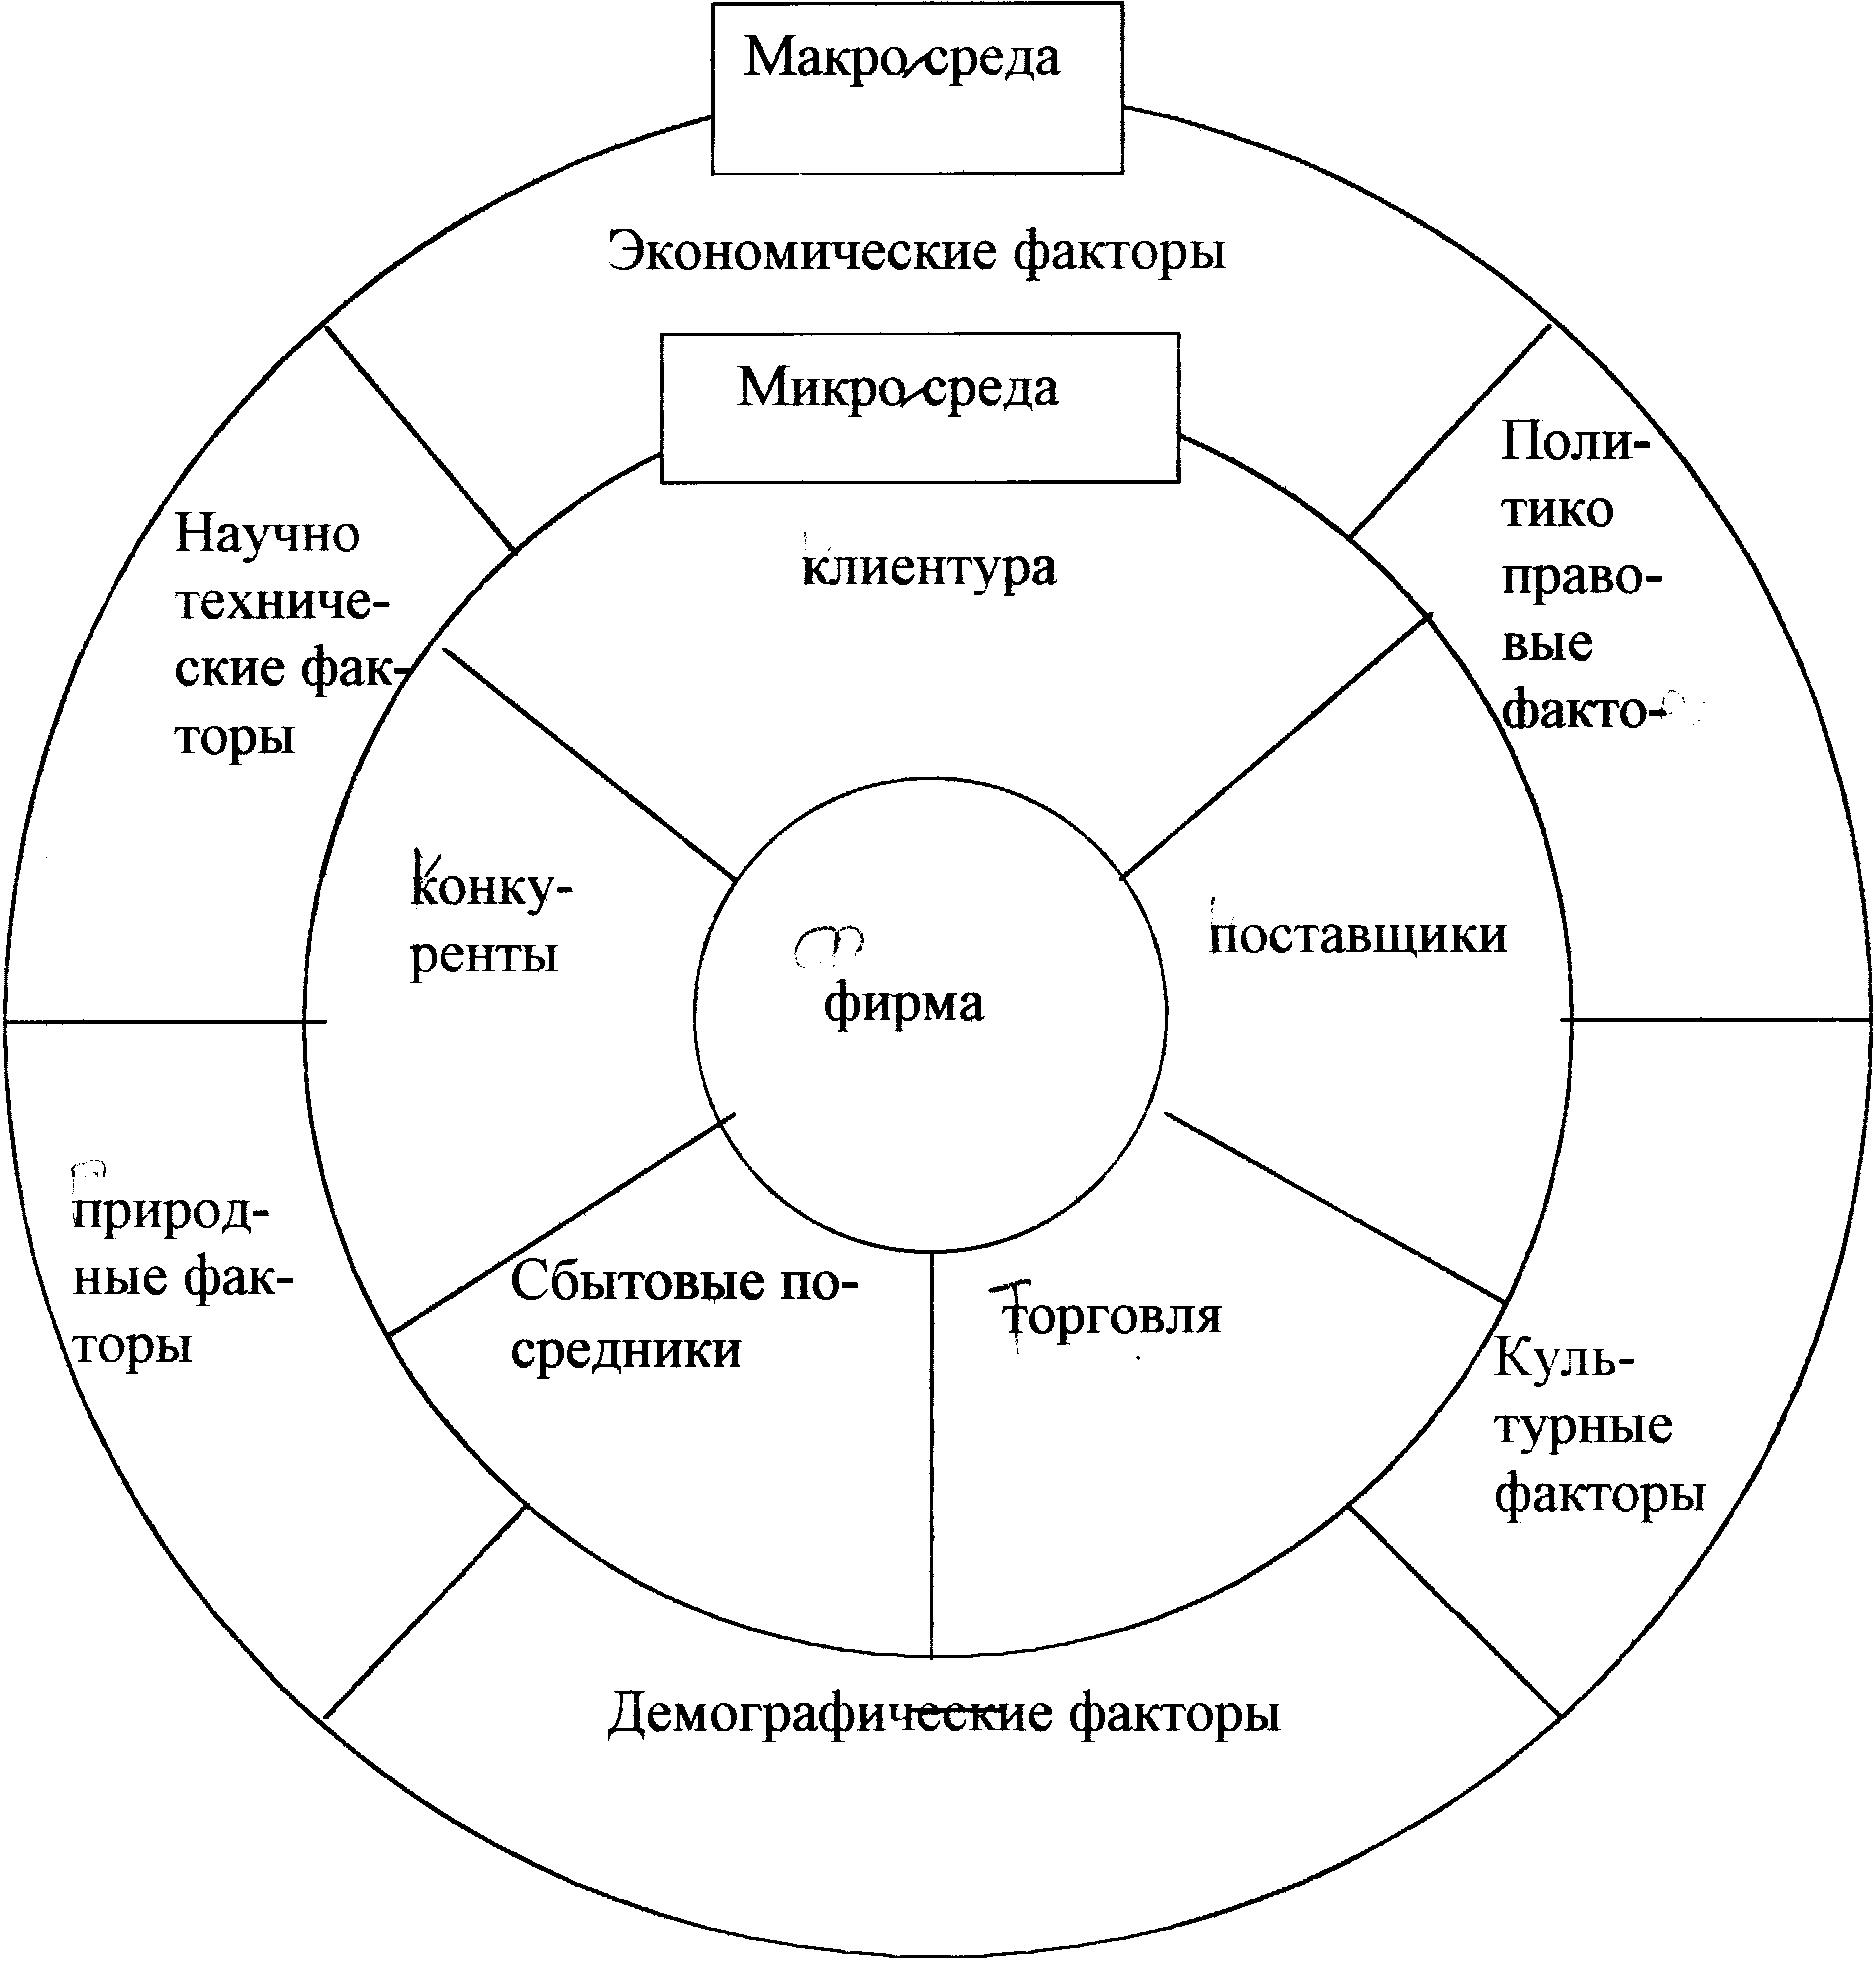 Макро среда
Экономические факторы
Микро среда
Поли-
тико
право-
вые
факто-
Научно
техниче-
ские фак-
торы
клиентура
конку-
ренты
фирма
поставщики
природ-
ные фак-
торы
Сбытовые по-
средники
торговля
Куль-
турные
факторы
Демографические факторы